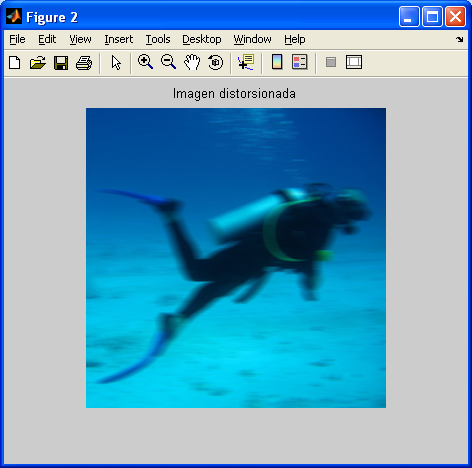 Figure 2
File Edit View Insert Tools Desktop Window Help
Imagen distorsionada